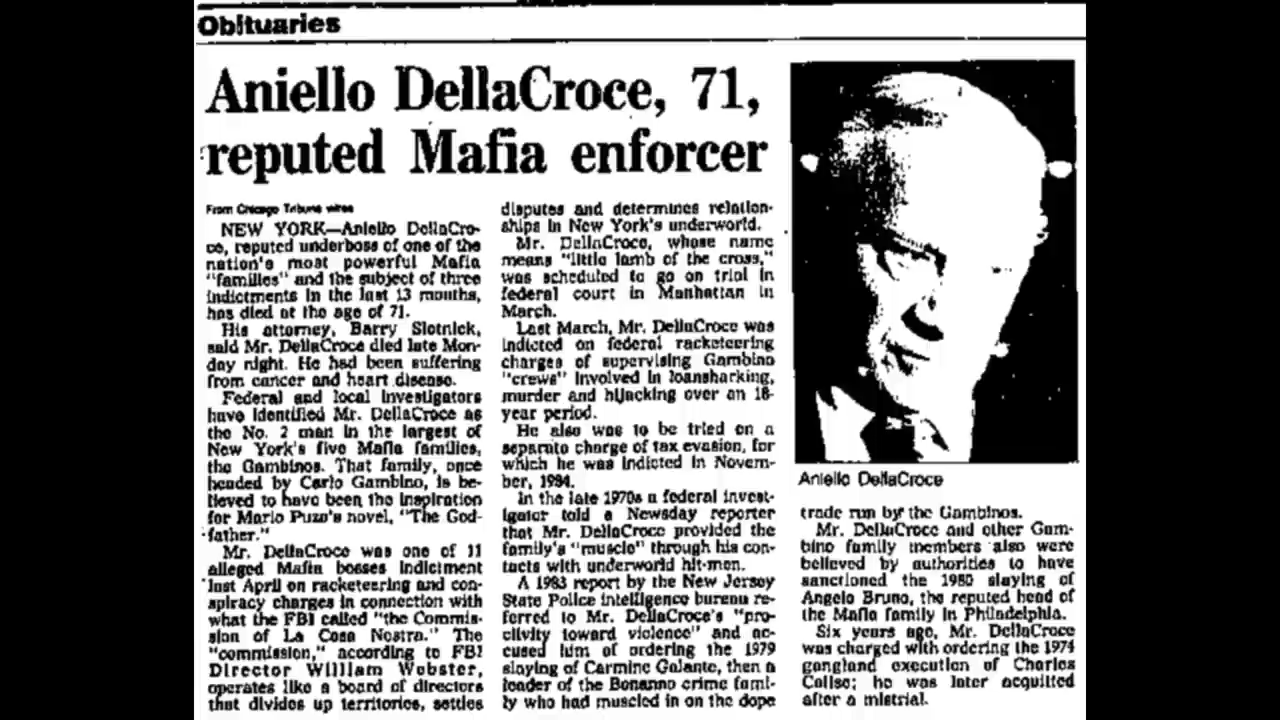 Obituaries
Aniello DellaCroce, 71,
reputed Mafia enforcer
From Chicago Tribune wires
NEW YORK—Aniello DellaCro-
ce, reputed underboss of one of the
nation's most powerful Mafia
"families" and the subject of three
indictments in the last 13 months,
has died at the age of 71.
His attorney, Barry Slotnick,
said Mr. DellaCroce died late Mon-
day night. He had been suffering
from cancer and heart disease.
Federal and local investigators
have identified Mr. DellaCroce as
the No. 2 man in the largest of
New York's five Mafia families,
the Gambinos. That family, once
headed by Carlo Gambino, is be-
lieved to have been the inspiration
for Mario Puzo's novel, "The God-
father."
Mr. DellaCroce was one of 11
alleged Mafia bosses indictment
last April on racketeering and con-
spiracy charges in connection with
what the FBI called "the Commis-
sion of La Cosa Nostra." The
"commission," according to FBI
Director William Webster,
operates like a board of directors
that divides up territories, settles
disputes and determines relation-
ships in New York's underworld.
Mr. DellaCroce, whose name
means "little lamb of the cross,"
was scheduled to go on trial in
federal court in Manhattan in
March.
Last March, Mr. DellaCroce was
indicted on federal racketeering
charges of supervising Gambino
"crews" involved in loansharking,
murder and hijacking over an 18-
year period.
He also was to be tried on a
separate charge of tax evasion, for
which he was indicted in Novem-
ber, 1984.
In the late 1970s a federal invest-
igator told a Newsday reporter
that Mr. DellaCroce provided the
family's "muscle" through his con-
tacts with underworld hit-men.
A 1983 report by the New Jersey
State Police intelligence bureau re-
ferred to Mr. DellaCroce's "pro-
clivity toward violence" and ac-
cused him of ordering the 1979
slaying of Carmine Galante, then a
leader of the Bonanno crime fami-
ly who had muscled in on the dope
Aniello DellaCroce
trade run by the Gambinos.
Mr. DellaCroce and other Gam-
bino family members also were
believed by authorities to have
sanctioned the 1980 slaying of
Angelo Bruno, the reputed head of
the Mafia family in Philadelphia.
Six years ago, Mr. DellaCroce
was charged with ordering the 1974
gangland execution of Charles
Calise; he was later acquitted
after a mistrial.